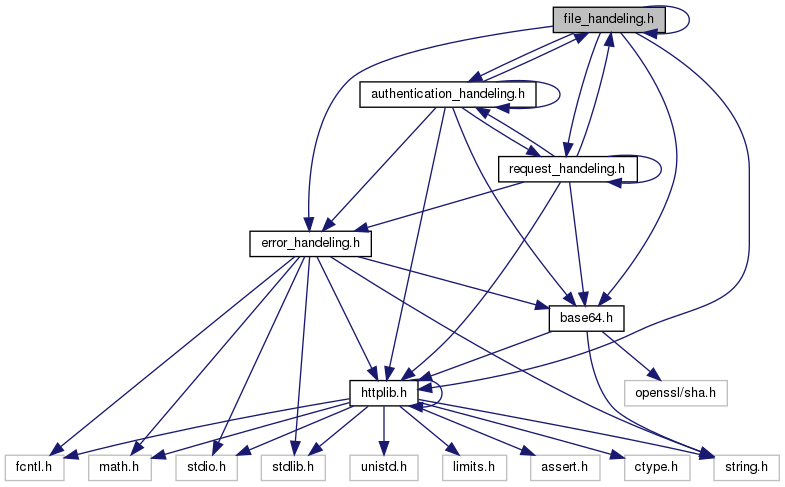 file_handeling.h
authentication_handeling.h
request_handeling.h
error_handeling.h
base64.h
httplib.h
openssl/sha.h
fcntl.h
math.h
stdio.h
stdlib.h
unistd.h
limits.h
assert.h
ctype.h
string.h